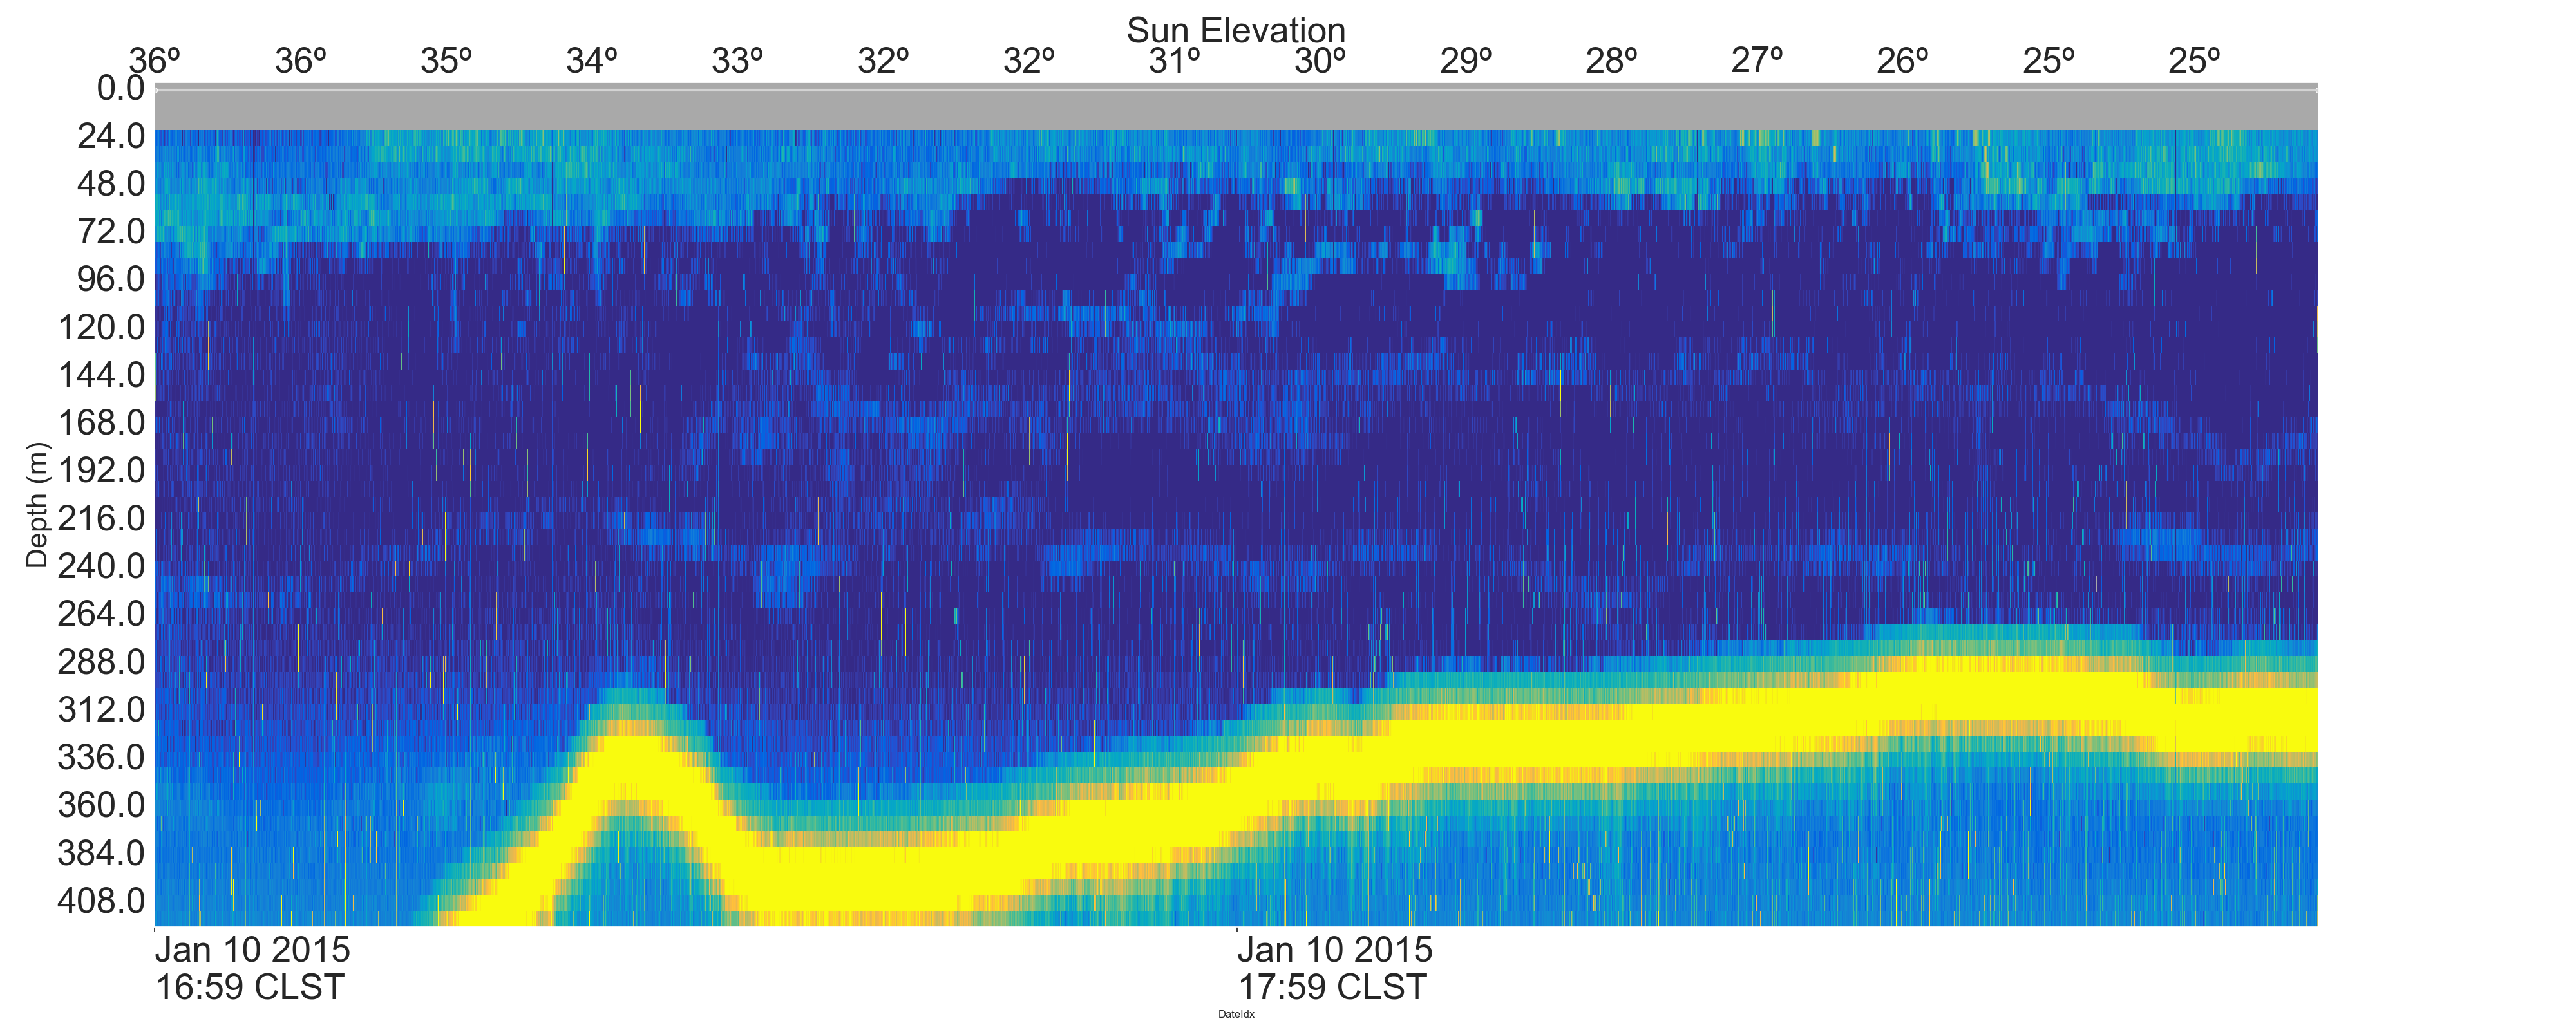 Sun Elevation
36º 36º 35º 34º 33º 32º 32º 31º 30º 29º 28º 27º 26º 25º 25º
0.0
24.0
48.0
72.0
96.0
120.0
144.0
168.0
192.0
216.0
240.0
264.0
288.0
312.0
336.0
360.0
384.0
408.0
Depth (m)
Jan 10 2015
16:59 CLST
Jan 10 2015
17:59 CLST
DateIdx